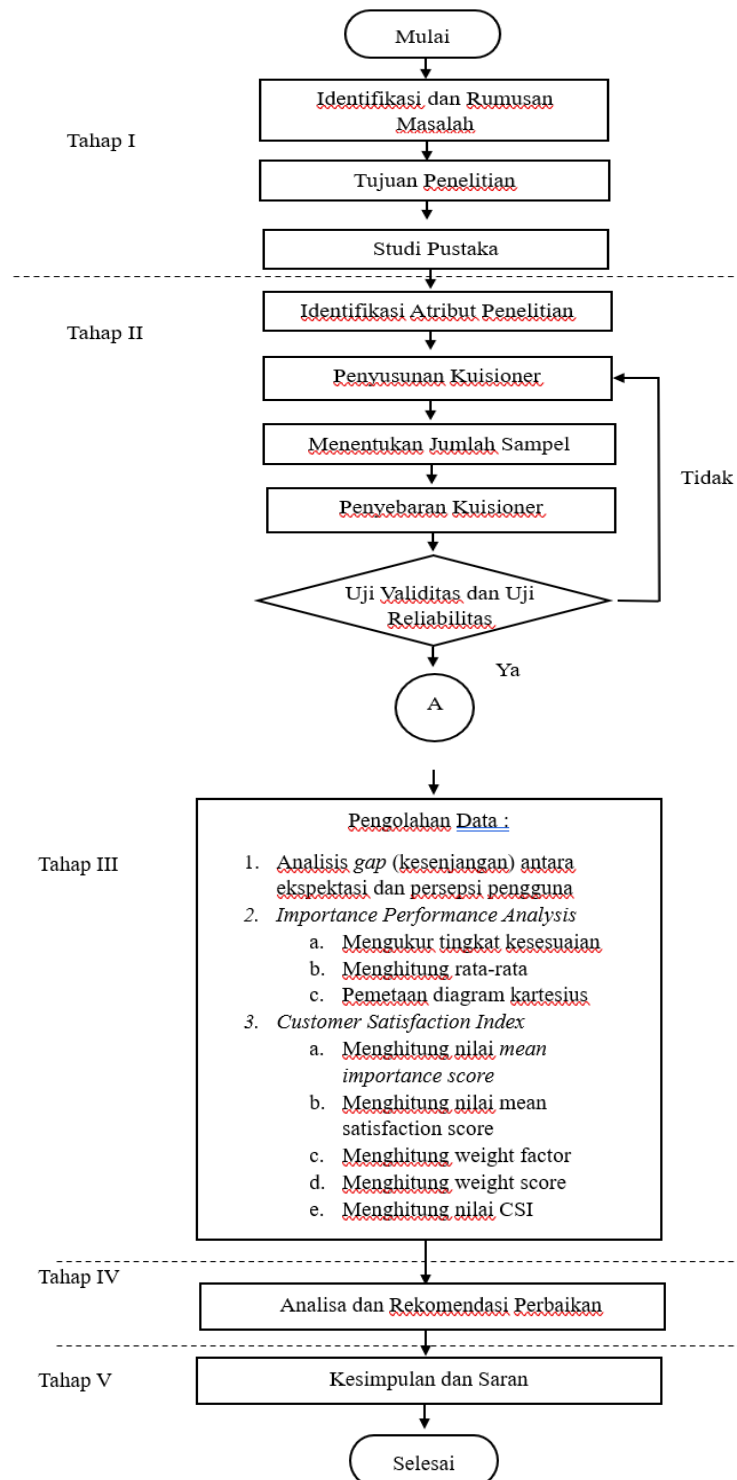 Mulai
Identifikasi dan Rumusan
Masalah
Tahap I
Tujuan Penelitian
Studi Pustaka
Identifikasi Atribut Penelitian
Tahap II
Penyusunan Kuisioner
Menentukan Jumlah Sampel
Tidak
Penyebaran Kuisioner
Uji Validitas dan Uji
Reliabilitas
Ya
A
Pengolahan Data :
Tahap III
1. Analisis gap (kesenjangan) antara
ekspektasi dan persepsi pengguna
2. Importance Performance Analysis
a. Mengukur tingkat kesesuaian
b. Menghitung rata-rata
c. Pemetaan diagram kartesius
3. Customer Satisfaction Index
a. Menghitung nilai mean
importance score
b. Menghitung nilai mean
satisfaction score
c. Menghitung weight factor
d. Menghitung weight score
e. Menghitung nilai CSI
Tahap IV
Analisa dan Rekomendasi Perbaikan
Tahap V
Kesimpulan dan Saran
Selesai